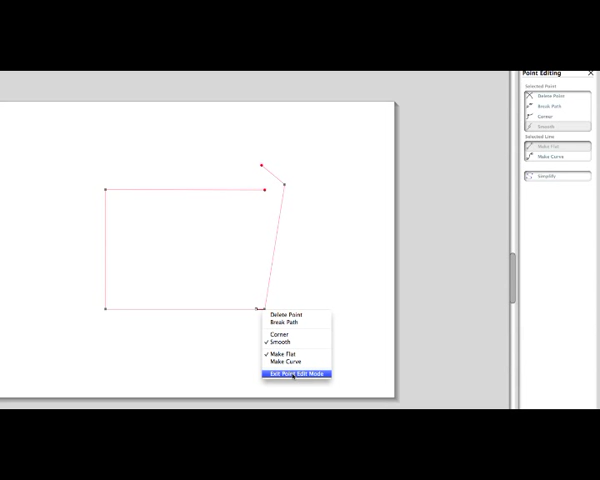 Point Editing
Selected Point
Delete Point
Break Path
Corner
Smooth
Selected Line
Make Flat
Make Curve
Simplify
Delete Point
Break Path
Corner
Smooth
Make Flat
Make Curve
Exit Point Edit Mode